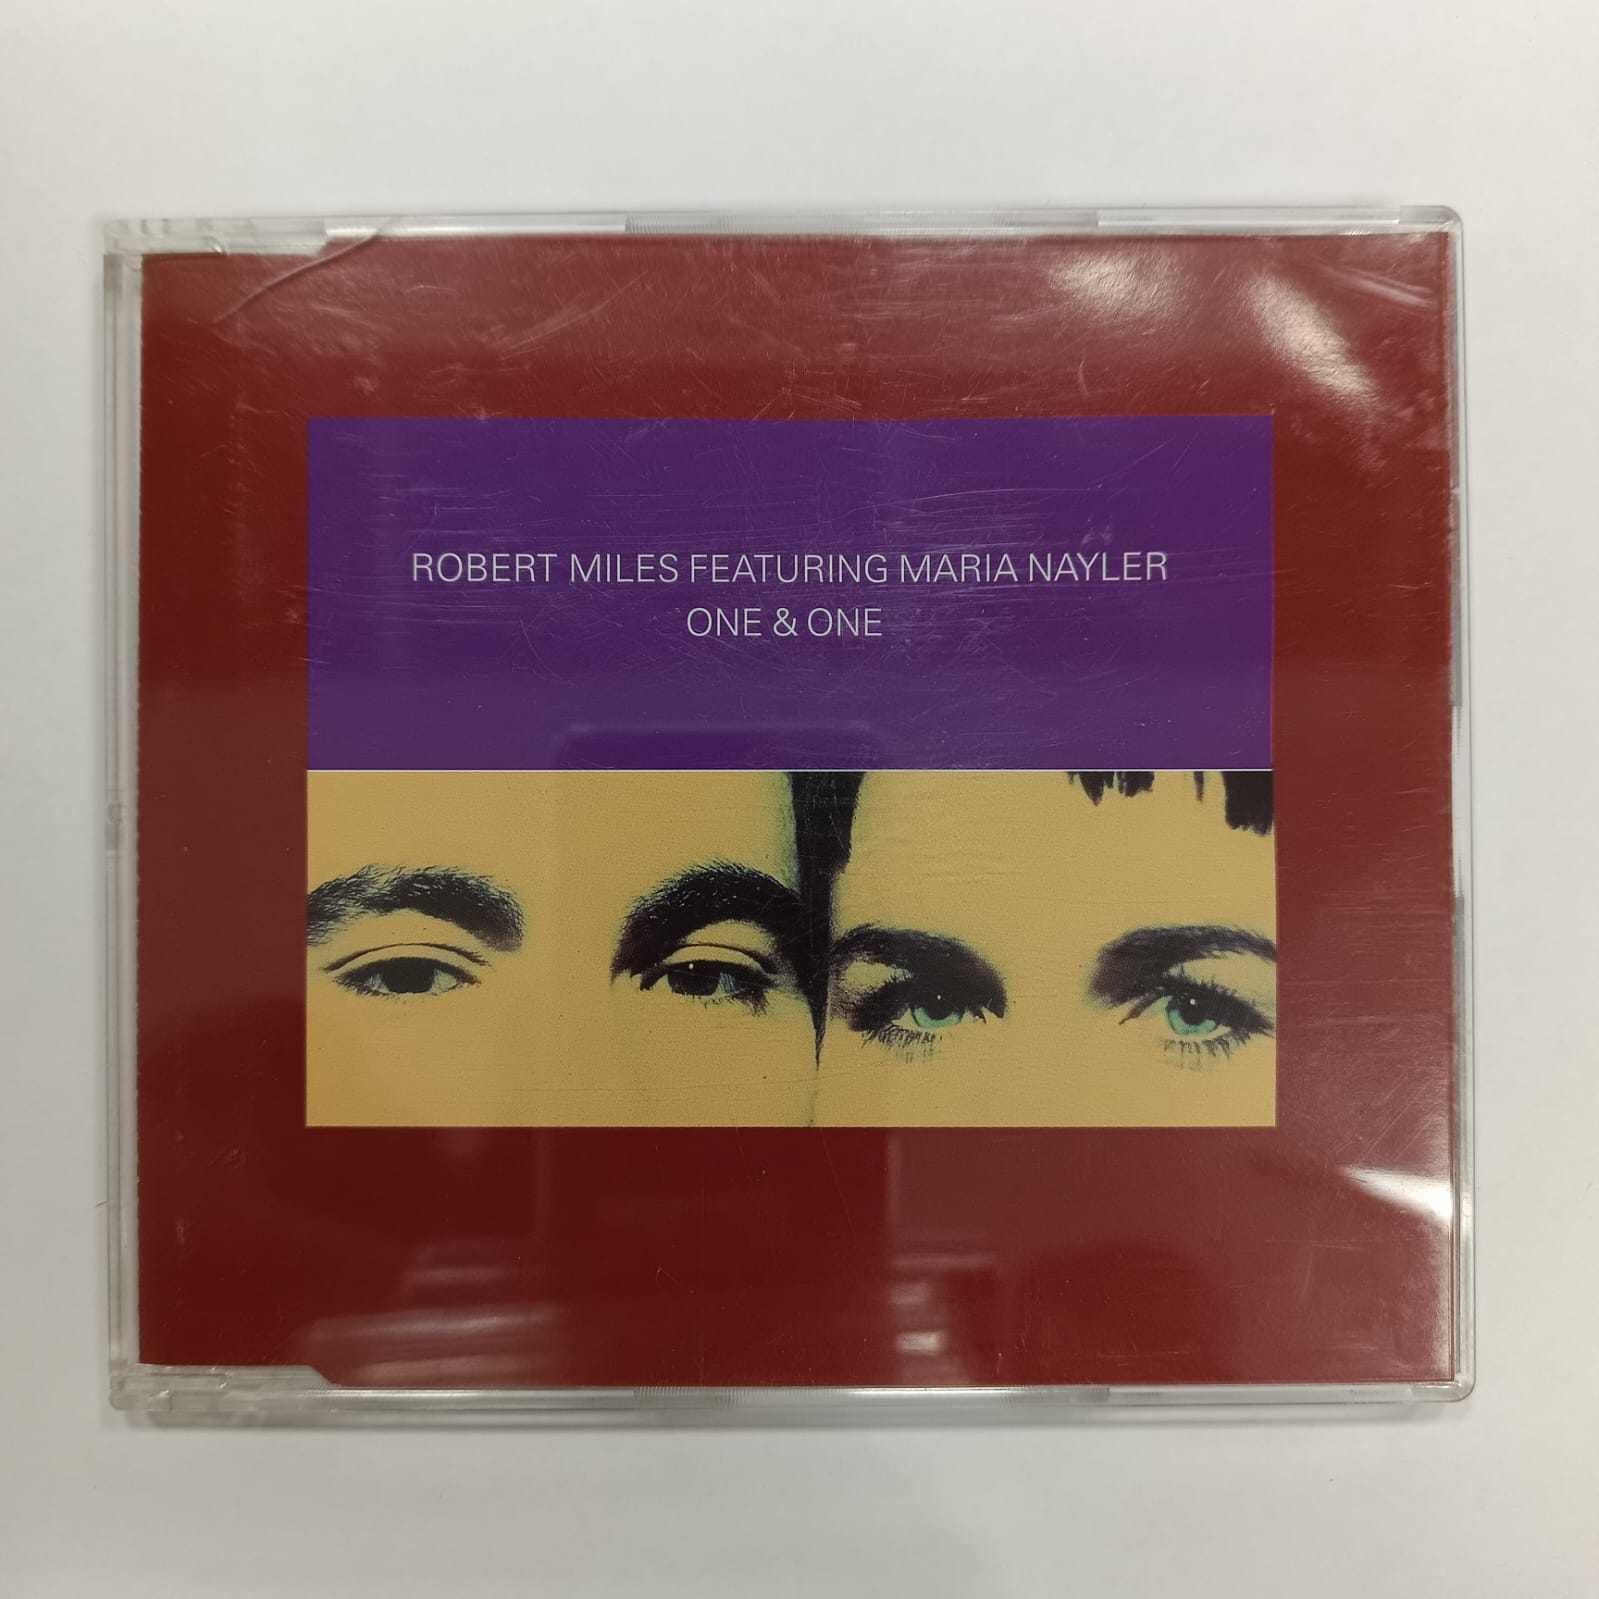 ROBERT MILES FEATURING MARIA NAYLER
ONE & ONE